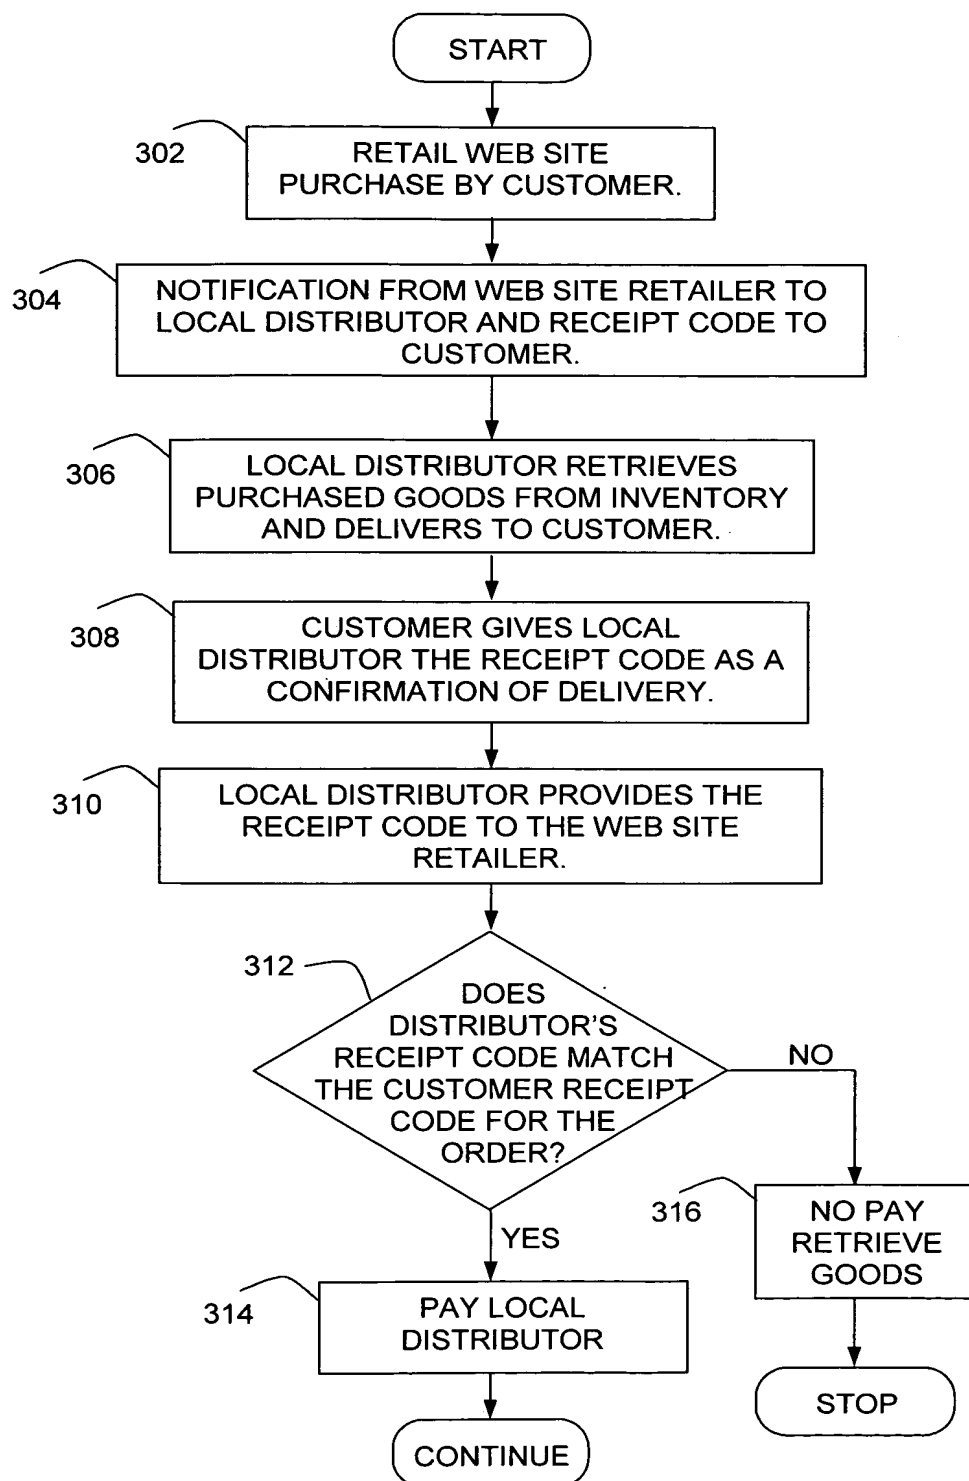 START
302
RETAIL WEB SITE
PURCHASE BY CUSTOMER.
304
NOTIFICATION FROM WEB SITE RETAILER TO
LOCAL DISTRIBUTOR AND RECEIPT CODE TO
CUSTOMER.
306
LOCAL DISTRIBUTOR RETRIEVES
PURCHASED GOODS FROM INVENTORY
AND DELIVERS TO CUSTOMER.
308
CUSTOMER GIVES LOCAL
DISTRIBUTOR THE RECEIPT CODE AS A
CONFIRMATION OF DELIVERY.
310
LOCAL DISTRIBUTOR PROVIDES THE
RECEIPT CODE TO THE WEB SITE
RETAILER.
312
DOES
DISTRIBUTOR'S
RECEIPT CODE MATCH
THE CUSTOMER RECEIPT
CODE FOR THE
ORDER?
NO
316
NO PAY
RETRIEVE
GOODS
YES
314
PAY LOCAL
DISTRIBUTOR
STOP
CONTINUE